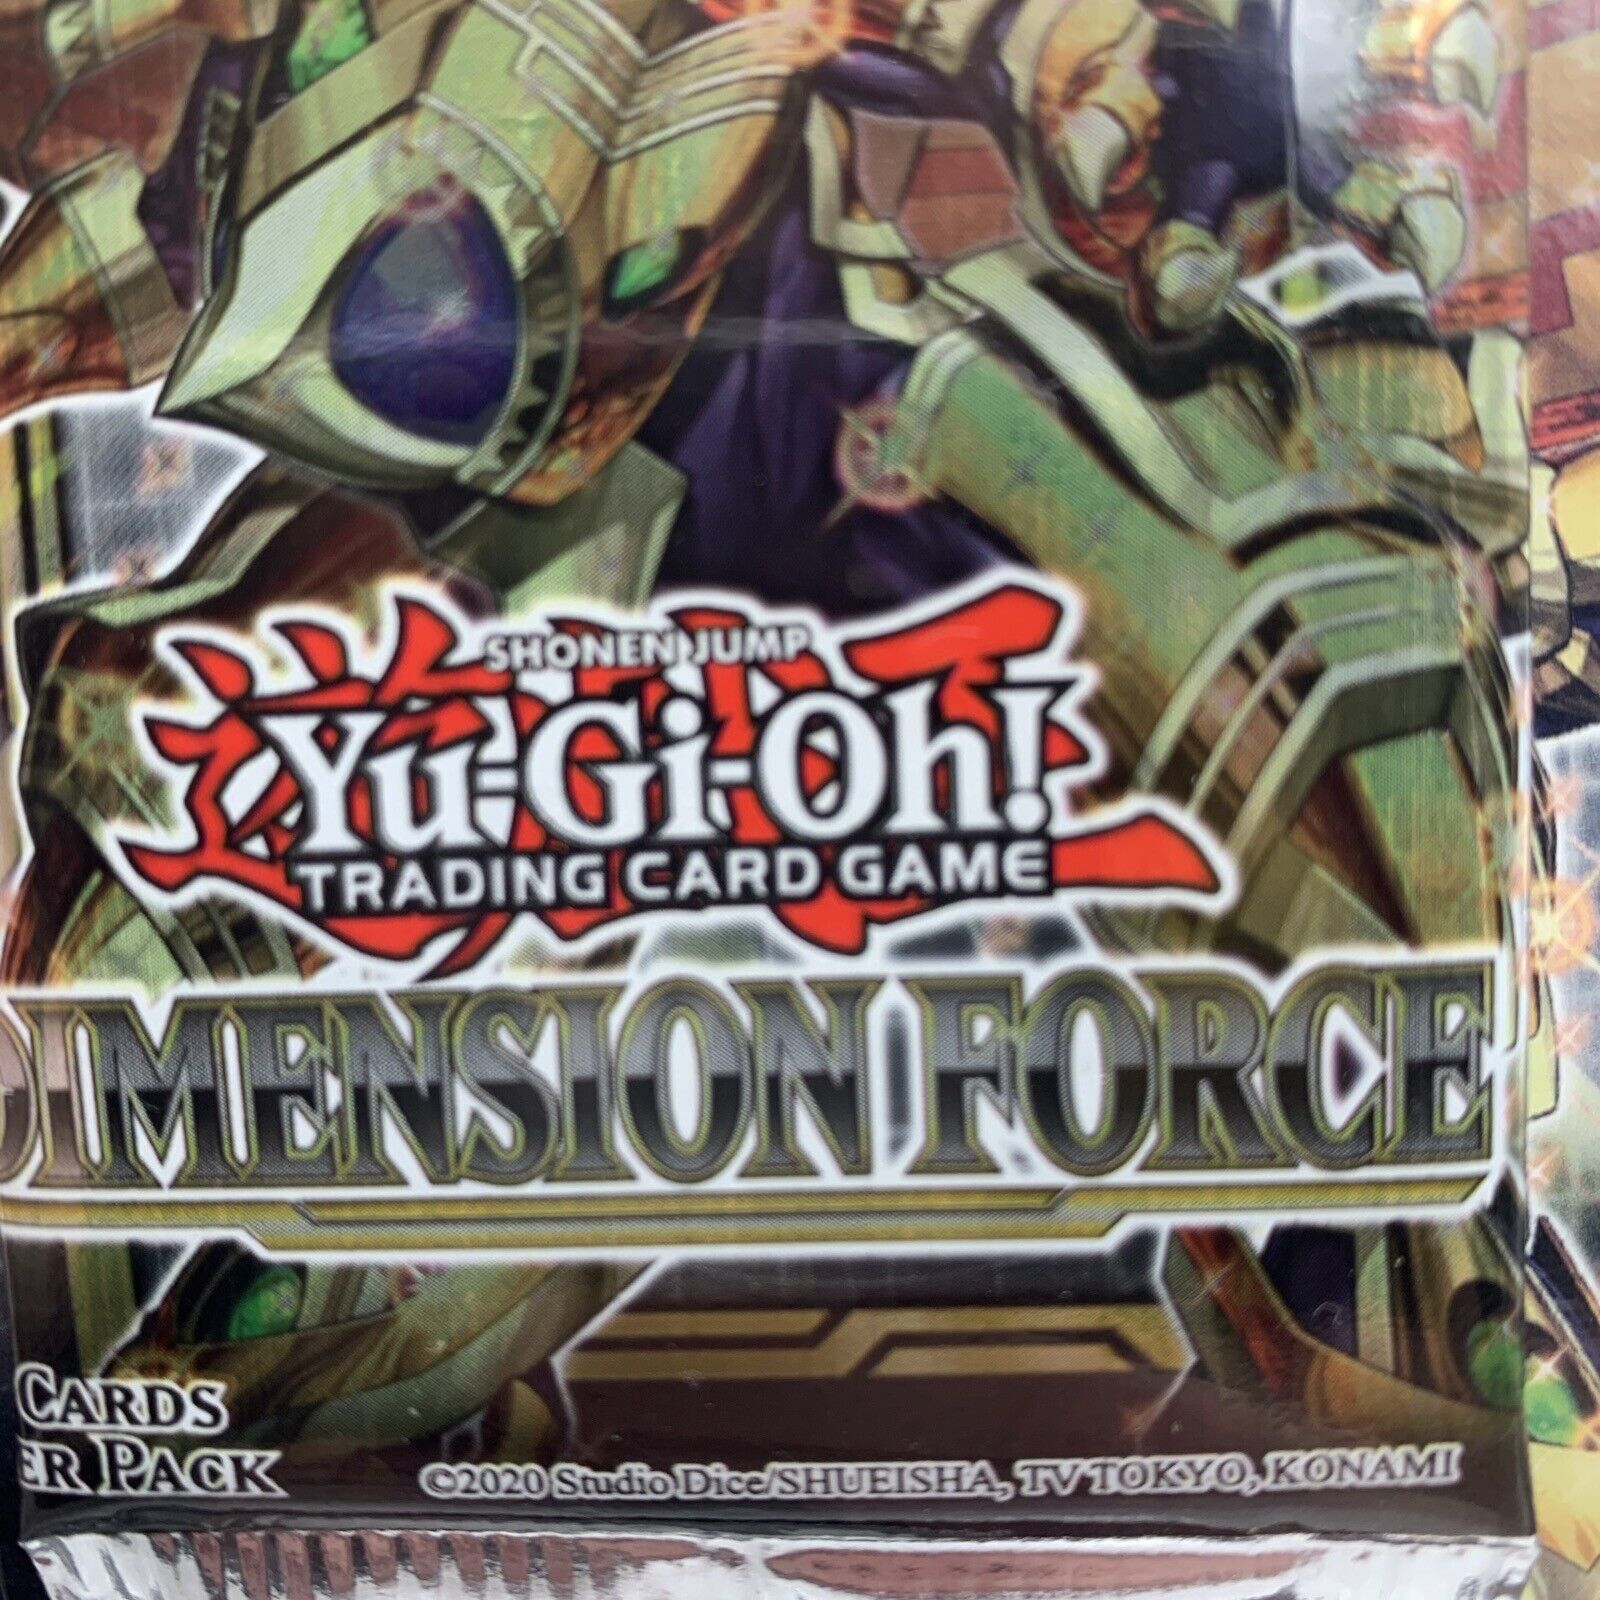 SHONEN JUMP
Yu-Gi-Oh!
TRADING CARD GAME
DIMENSION FORCE
CARDS
ER PACK
©2020 Studio Dice/SHUEISHA, TV TOKYO, KONAMI